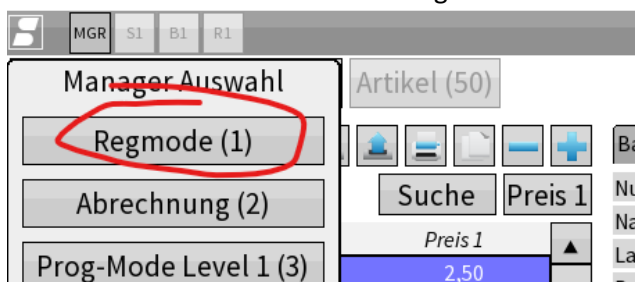 MGR S1 B1 R1
Manager Auswahl
Artikel (50)
Regmode (1)
Abrechnung (2)
Suche Preis 1
Preis 1
Prog-Mode Level 1 (3)
2,50